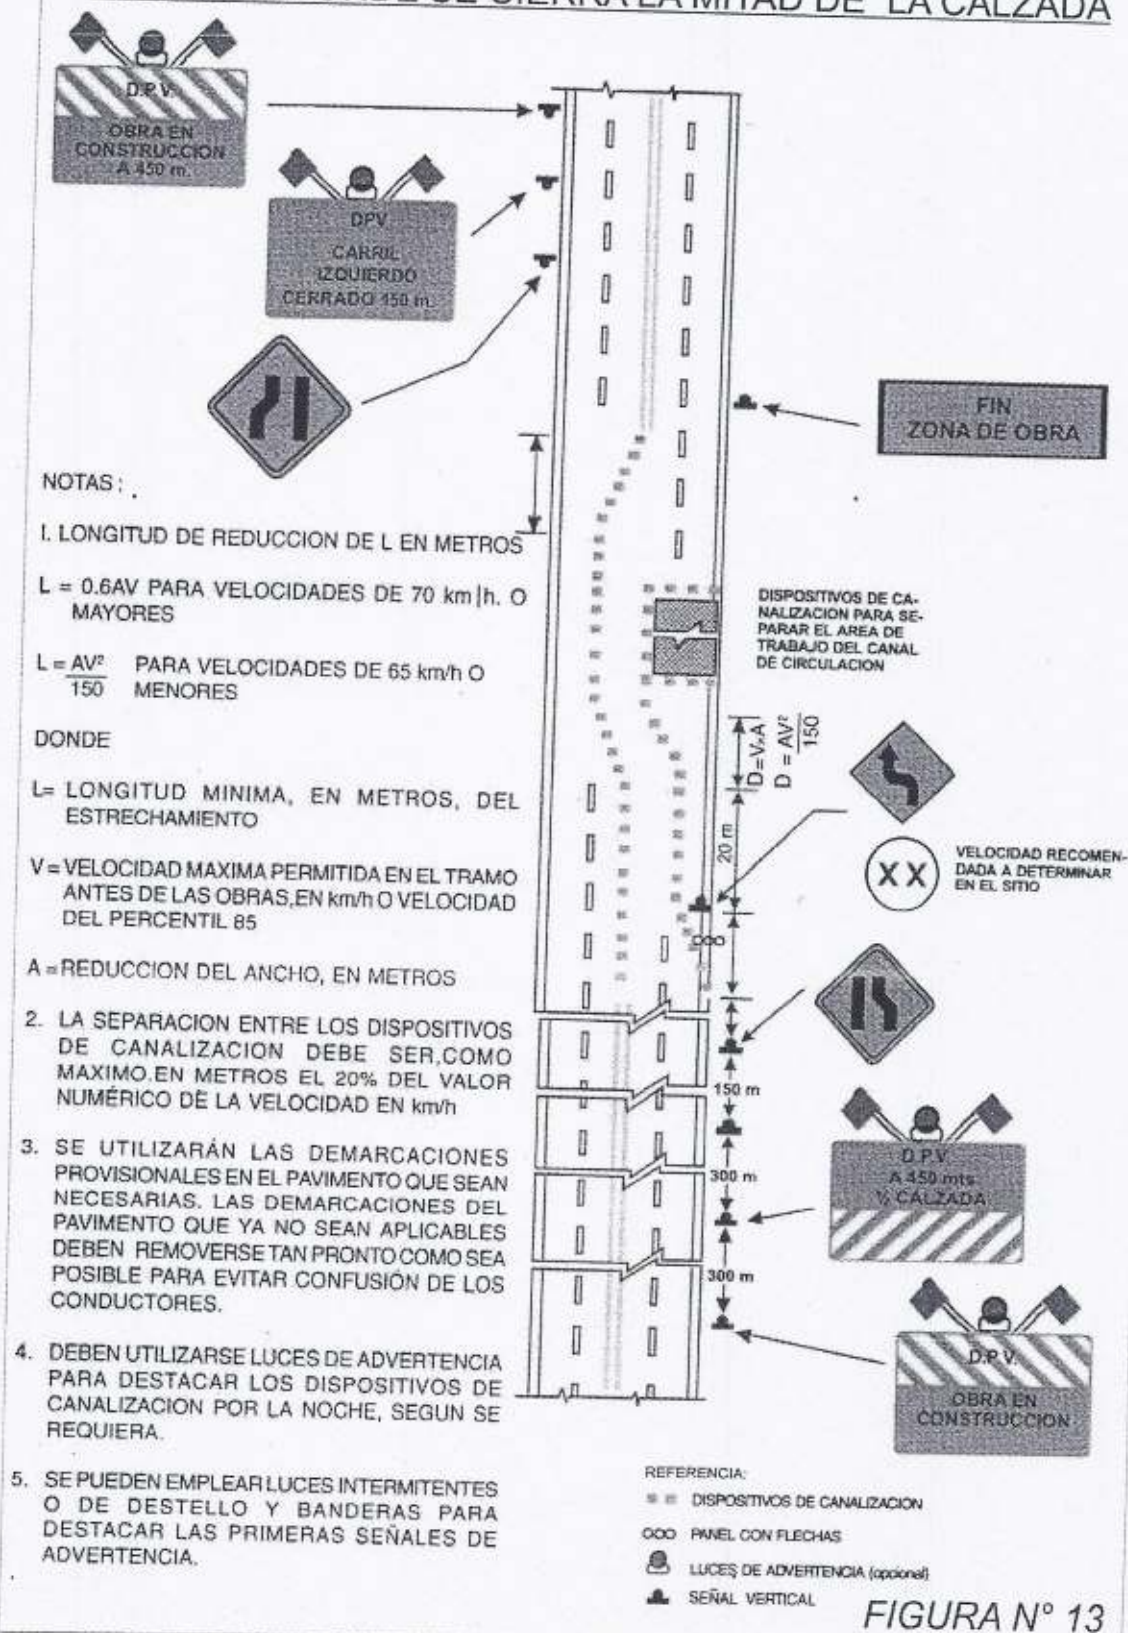 SE CIERRA LA MITAD DE LA CALZADA
D.P.V.
OBRA EN
CONSTRUCCION
A 450 m.
DPV
CARRIL
IZQUIERDO
CERRADO 150 m.
FIN
ZONA DE OBRA
NOTAS:
I. LONGITUD DE REDUCCION DE L EN METROS
L = 0.6AV PARA VELOCIDADES DE 70 km|h. O
MAYORES
L = AV²
150
PARA VELOCIDADES DE 65 km/h O
MENORES
DONDE
L= LONGITUD MINIMA, EN METROS, DEL
ESTRECHAMIENTO
V = VELOCIDAD MAXIMA PERMITIDA EN EL TRAMO
ANTES DE LAS OBRAS,EN km/h O VELOCIDAD
DEL PERCENTIL 85
A = REDUCCION DEL ANCHO, EN METROS
2. LA SEPARACION ENTRE LOS DISPOSITIVOS
DE CANALIZACION DEBE SER,COMO
MAXIMO.EN METROS EL 20% DEL VALOR
NUMÉRICO DE LA VELOCIDAD EN km/h
3. SE UTILIZARÁN LAS DEMARCACIONES
PROVISIONALES EN EL PAVIMENTO QUE SEAN
NECESARIAS. LAS DEMARCACIONES DEL
PAVIMENTO QUE YA NO SEAN APLICABLES
DEBEN REMOVERSE TAN PRONTO COMO SEA
POSIBLE PARA EVITAR CONFUSIÓN DE LOS
CONDUCTORES.
4. DEBEN UTILIZARSE LUCES DE ADVERTENCIA
PARA DESTACAR LOS DISPOSITIVOS DE
CANALIZACION POR LA NOCHE, SEGUN SE
REQUIERA.
5. SE PUEDEN EMPLEAR LUCES INTERMITENTES
O DE DESTELLO Y BANDERAS PARA
DESTACAR LAS PRIMERAS SEÑALES DE
ADVERTENCIA.
DISPOSITIVOS DE CA-
NALIZACION PARA SE-
PARAR EL AREA DE
TRABAJO DEL CANAL
DE CIRCULACION
D=VxA
D = AV²
150
20 E
XX
VELOCIDAD RECOMEN-
DADA A DETERMINAR
EN EL SITIO
150 m
300 m
300 m
D.P.V.
A 450 mts.
½ CALZADA
D.P.V.
OBRA EN
CONSTRUCCION
REFERENCIA:
DISPOSITIVOS DE CANALIZACION
PANEL CON FLECHAS
LUCES DE ADVERTENCIA (opcional)
SEÑAL VERTICAL
FIGURA N° 13